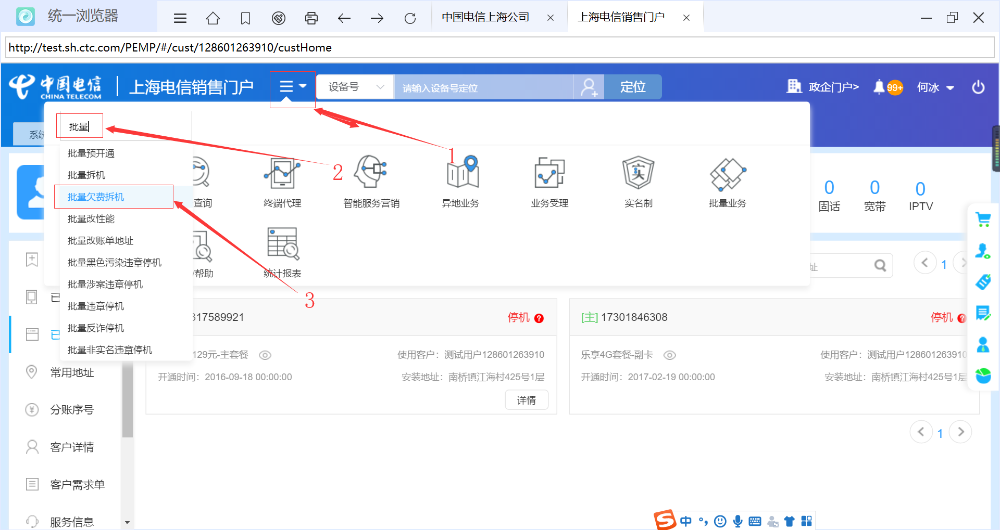 统一浏览器
中国电信上海公司
上海电信销售门户
http://test.sh.ctc.com/PEMP/#/cust/128601263910/custHome
中国电信
CHINA TELECOM
上海电信销售门户
设备号
请输入设备号定位
定位
政企门户>
99+
何冰
批量
系统
1
2
3
批量预开通
批量拆机
批量欠费拆机
批量改性能
批量改账单地址
批量黑色污染违章停机
批量涉案违章停机
批量违章停机
批量反诈停机
批量非实名违章停机
查询
终端代理
智能服务营销
异地业务
业务受理
实名制
实
批量业务
/帮助
统计报表
0
固话
0
宽带
0
IPTV
址
1
已
已
常用地址
分账序号
客户详情
客户需求单
服务信息
317589921
停机
129元-主套餐
使用客户：测试用户128601263910
开通时间：2016-09-18 00:00:00
安装地址：南桥镇江海村425号1层
详情
[主] 17301846308
停机
乐享4G套餐-副卡
使用客户：测试用户128601263910
开通时间：2017-02-19 00:00:00
安装地址：南桥镇江海村425号1层
1
中